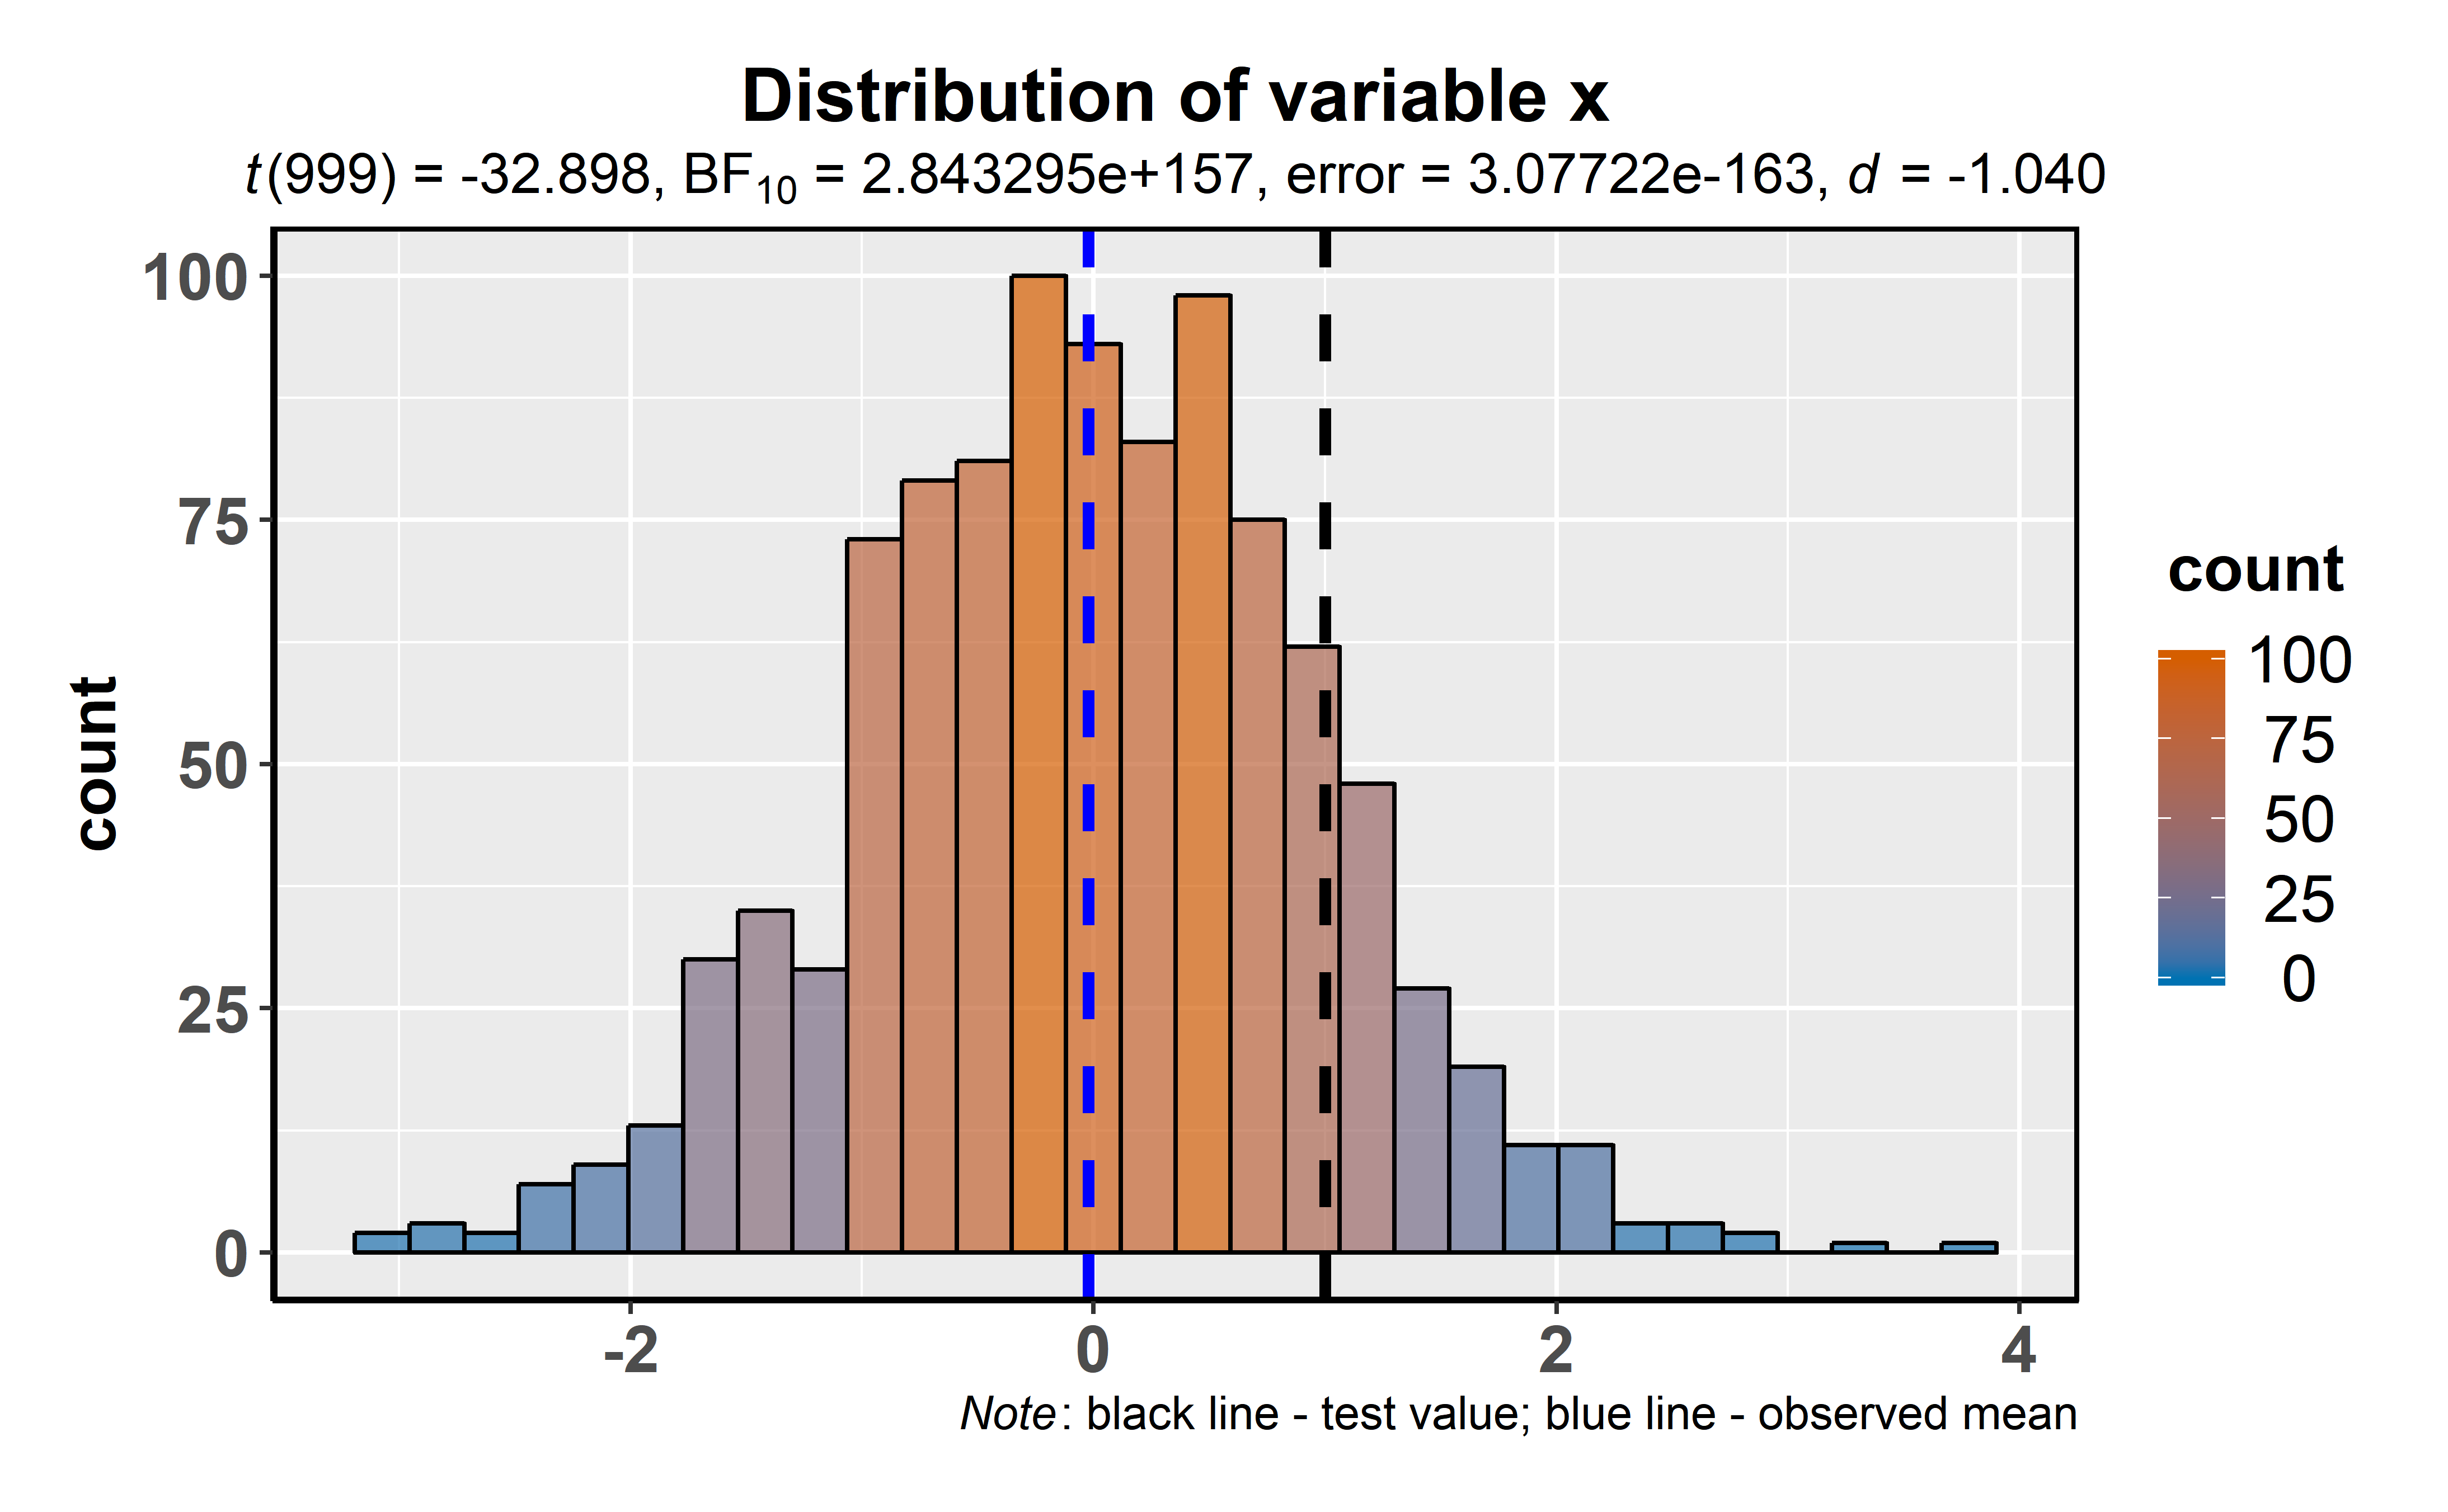 Distribution of variable x
t(999) = -32.898, BF₁₀ = 2.843295e+157, error = 3.07722e-163, d = -1.040
100
75
50
25
0
count
-2 0 2 4
Note: black line - test value; blue line - observed mean
count
100
75
50
25
0